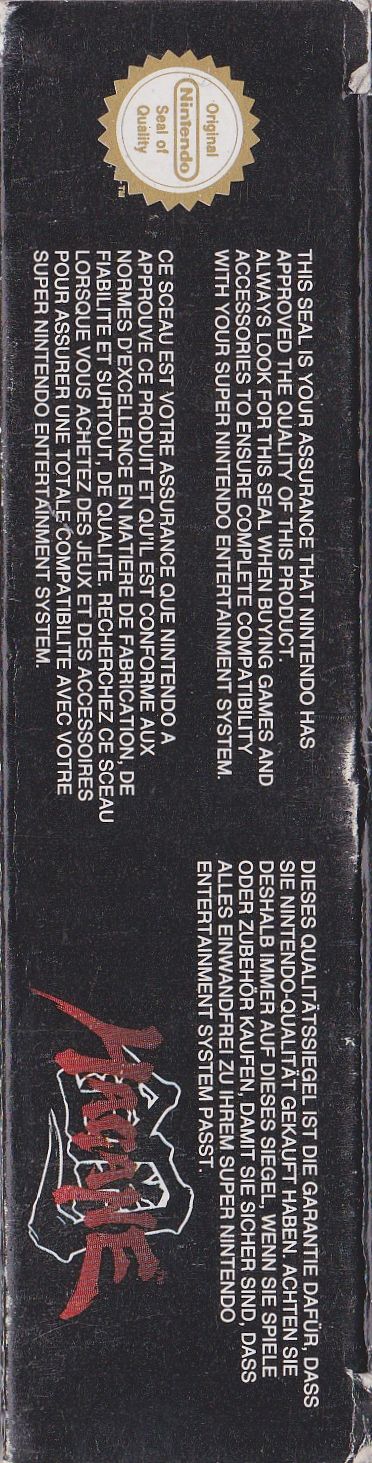 Original
Nintendo
Seal of
Quality
TM
THIS SEAL IS YOUR ASSURANCE THAT NINTENDO HAS
APPROVED THE QUALITY OF THIS PRODUCT.
ALWAYS LOOK FOR THIS SEAL WHEN BUYING GAMES AND
ACCESSORIES TO ENSURE COMPLETE COMPATIBILITY
WITH YOUR SUPER NINTENDO ENTERTAINMENT SYSTEM.
CE SCEAU EST VOTRE ASSURANCE QUE NINTENDO A
APPROUVE CE PRODUIT ET QU'IL EST CONFORME AUX
NORMES D'EXCELLENCE EN MATIERE DE FABRICATION, DE
FIABILITE ET SURTOUT, DE QUALITE. RECHERCHEZ CE SCEAU
LORSQUE VOUS ACHETEZ DES JEUX ET DES ACCESSOIRES
POUR ASSURER UNE TOTALE COMPATIBILITE AVEC VOTRE
SUPER NINTENDO ENTERTAINMENT SYSTEM.
DIESES QUALITÄTSSIEGEL IST DIE GARANTIE DAFÜR, DASS
SIE NINTENDO-QUALITÄT GEKAUFT HABEN. ACHTEN SIE
DESHALB IMMER AUF DIESES SIEGEL, WENN SIE SPIELE
ODER ZUBEHÖR KAUFEN, DAMIT SIE SICHER SIND, DASS
ALLES EINWANDFREI ZU IHREM SUPER NINTENDO
ENTERTAINMENT SYSTEM PASST.
HAGANE